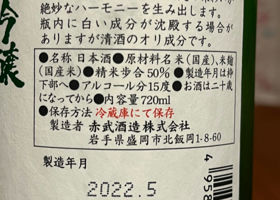 絶妙なハーモニーを生み出します。
瓶内に白い成分が沈殿する場合が
ありますが清酒のオリ成分です。
吟醸
●名称 日本酒●原材料名 米(国産)、米麹
(国産米)●精米歩合50%●製造年月は枠
下部へ●アルコール分15度●お酒は二十歳
になってから●内容量720ml
●保存方法 冷蔵庫にて保存
製造者 赤武酒造株式会社
岩手県盛岡市北飯岡1-8-60
製造年月
2022.5
4 958